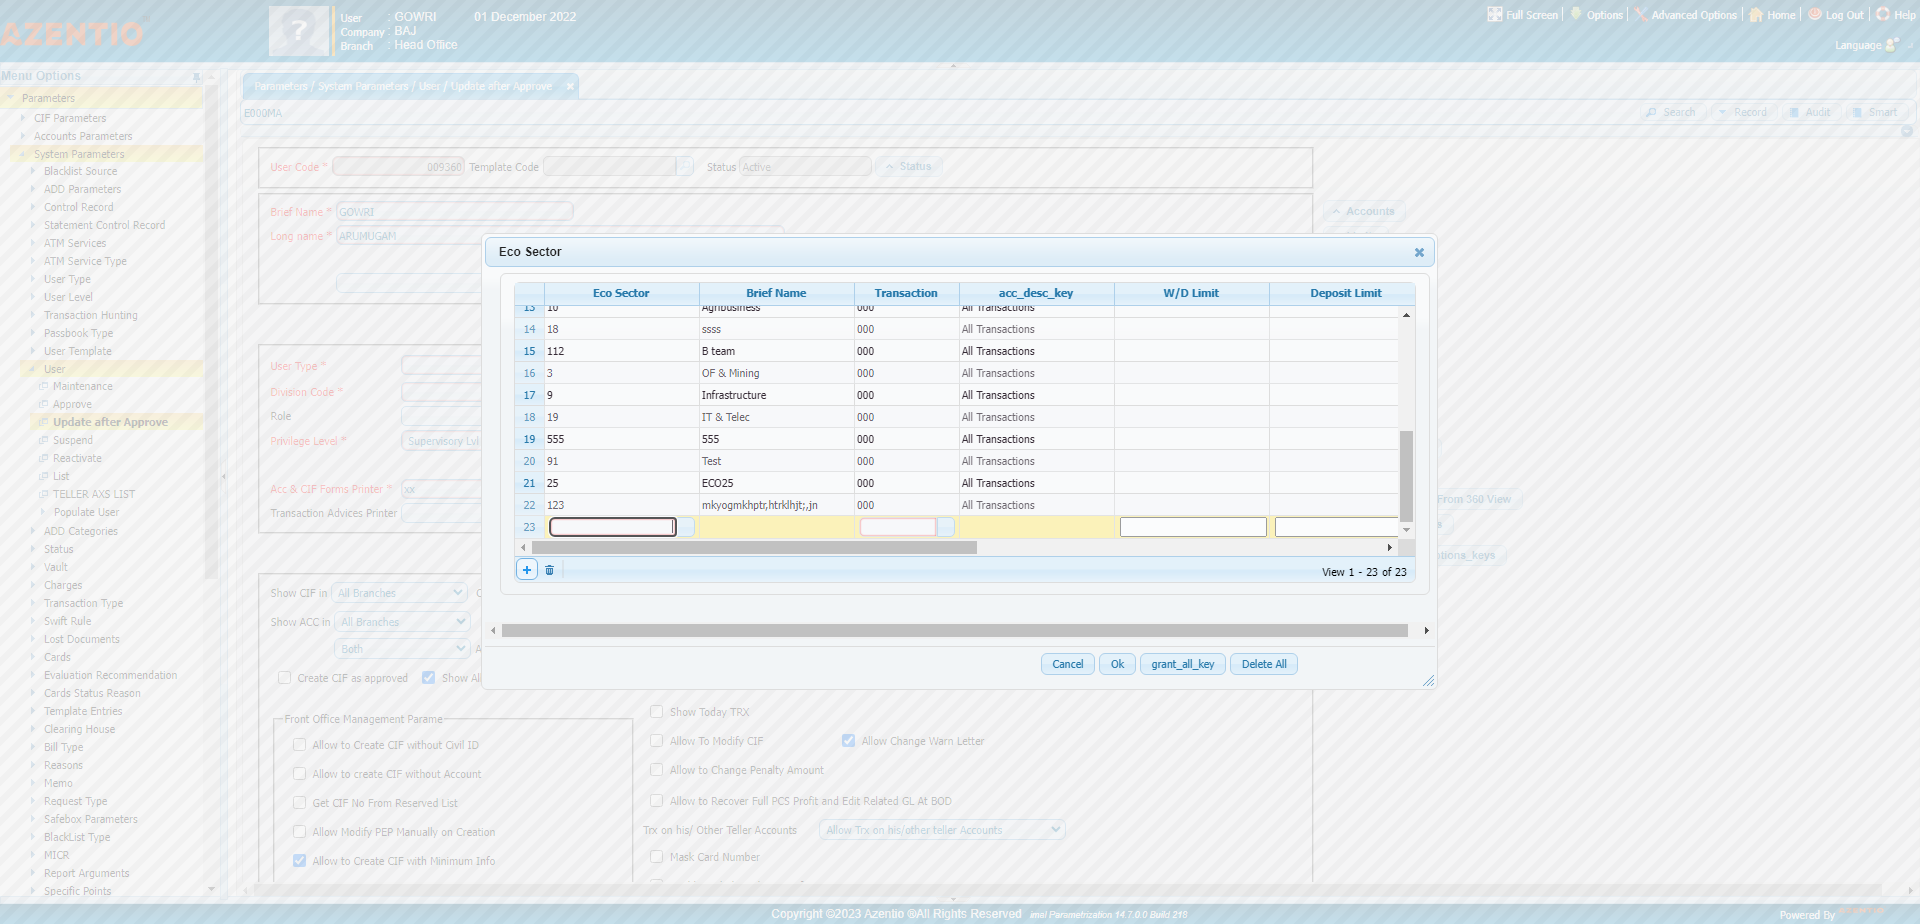 AZENTIO
User : GOWRI 01 December 2022
Company : BAJ
Branch : Head Office
Full Screen Options Advanced Options Home Log Out Help
Language
Menu Options
Parameters
CIF Parameters
Accounts Parameters
System Parameters
Blacklist Source
ADD Parameters
Control Record
Statement Control Record
ATM Services
ATM Service Type
User Type
User Level
Transaction Hunting
Passbook Type
User Template
User
Maintenance
Approve
Update after Approve
Suspend
Reactivate
List
TELLER AXS LIST
Populate User
ADD Categories
Status
Vault
Charges
Transaction Type
Swift Rule
Lost Documents
Cards
Evaluation Recommendation
Cards Status Reason
Template Entries
Clearing House
Bill Type
Reasons
Memo
Request Type
Safebox Parameters
BlackList Type
MICR
Report Arguments
Specific Points
Parameters / System Parameters / User / Update after Approve
E000MA
Search Record Audit Smart
User Code * 009360 Template Code Status Active Status
Brief Name * GOWRI
Long name * ARUMUGAM
Accounts
User Type *
Division Code *
Role
Privilege Level * Supervisory Lvl
Acc & CIF Forms Printer * xx
Transaction Advices Printer
From 360 View
ations_keys
Show CIF in All Branches
Show ACC in All Branches
Both
Create CIF as approved Show Al
Front Office Management Parame
Allow to Create CIF without Civil ID
Allow to create CIF without Account
Get CIF No From Reserved List
Allow Modify PEP Manually on Creation
Allow to Create CIF with Minimum Info
Show Today TRX
Allow To Modify CIF Allow Change Warn Letter
Allow to Change Penalty Amount
Allow to Recover Full PCS Profit and Edit Related GL At BOD
Trx on his/ Other Teller Accounts Allow Trx on his/other teller Accounts
Mask Card Number
Eco Sector
Eco Sector Brief Name Transaction acc_desc_key W/D Limit Deposit Limit
13 10 Agribusiness 000 All Transactions
14 18 ssss 000 All Transactions
15 112 B team 000 All Transactions
16 3 OF & Mining 000 All Transactions
17 9 Infrastructure 000 All Transactions
18 19 IT & Telec 000 All Transactions
19 555 555 000 All Transactions
20 91 Test 000 All Transactions
21 25 ECO25 000 All Transactions
22 123 mkyogmkhptr;htrklhjt;,jn 000 All Transactions
23
View 1 - 23 of 23
Cancel Ok grant_all_key Delete All
Copyright ©2023 Azentio ®All Rights Reserved imal Parametrization 14.7.0.0 Build 218
Powered By